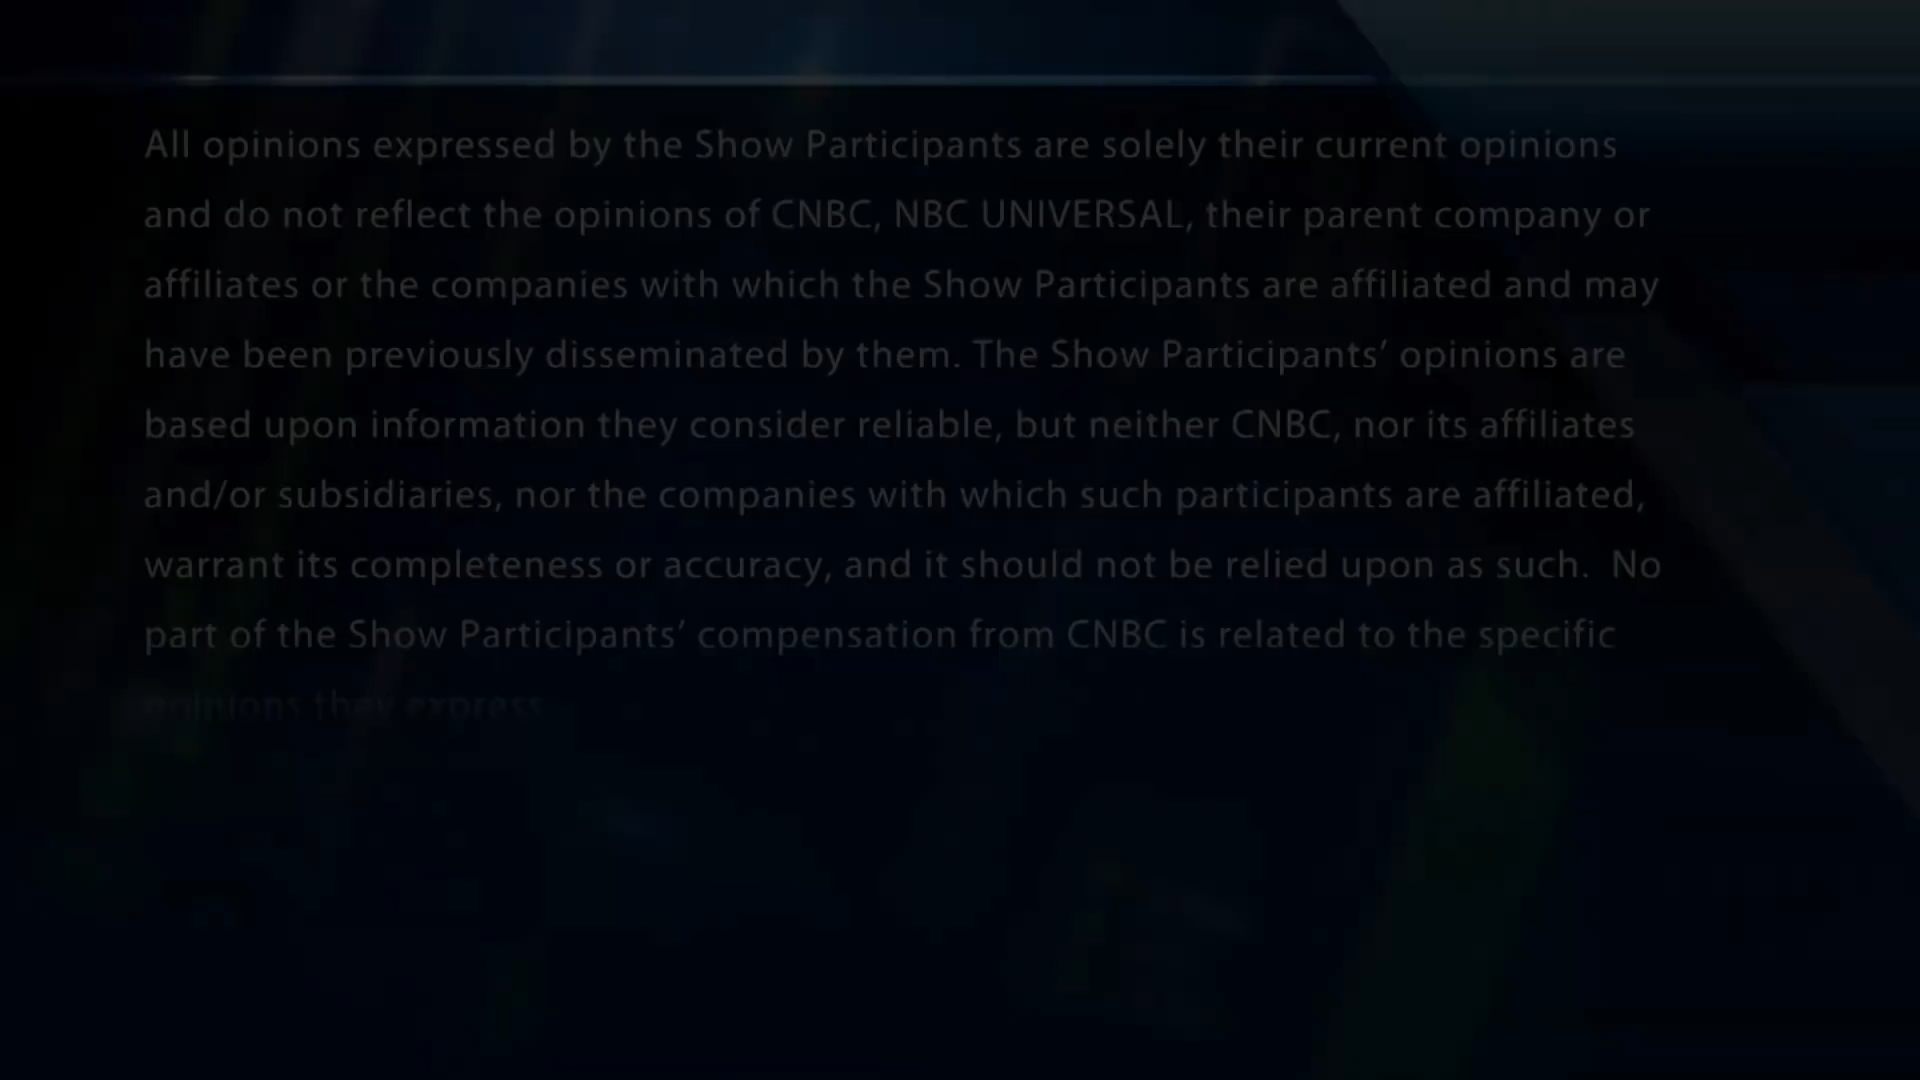 All opinions expressed by the Show Participants are solely their current opinions
and do not reflect the opinions of CNBC, NBC UNIVERSAL, their parent company or
affiliates or the companies with which the Show Participants are affiliated and may
have been previously disseminated by them. The Show Participants’ opinions are
based upon information they consider reliable, but neither CNBC, nor its affiliates
and/or subsidiaries, nor the companies with which such participants are affiliated,
warrant its completeness or accuracy, and it should not be relied upon as such.  No
part of the Show Participants’ compensation from CNBC is related to the specific
opinions they express